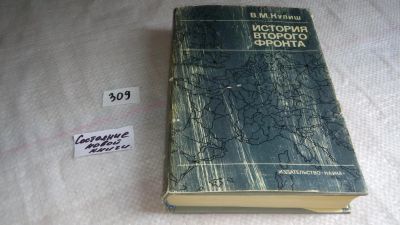 В.М.Кулиш
ИСТОРИЯ
ВТОРОГО
ФРОНТА
ИЗДАТЕЛЬСТВО·НАУКА·
309
Состояние
новой
книги